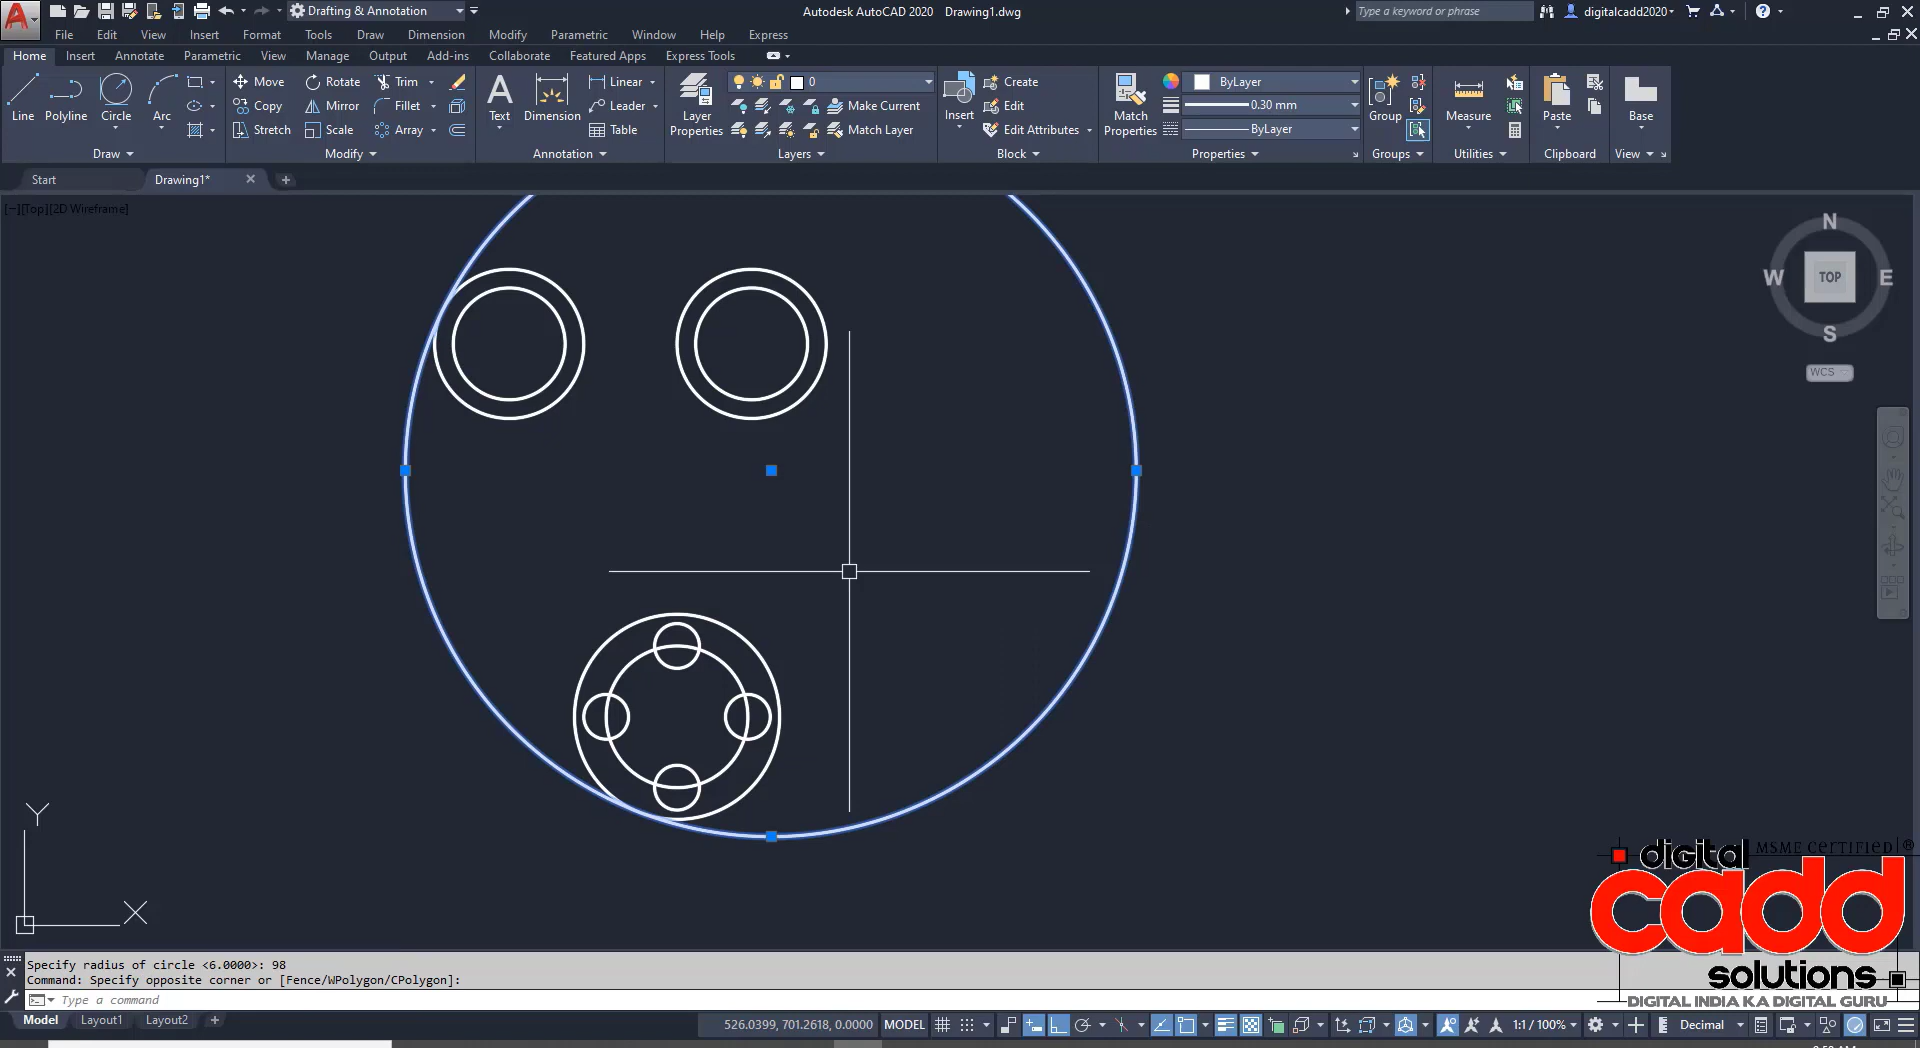 Drafting & Annotation
Autodesk AutoCAD 2020 Drawing1.dwg
Type a keyword or phrase
digitalcadd2020
File Edit View Insert Format Tools Draw Dimension Modify Parametric Window Help Express
Home Insert Annotate Parametric View Manage Output Add-ins Collaborate Featured Apps Express Tools
Line Polyline Circle Arc
Move Rotate Trim
Copy Mirror Fillet
Stretch Scale Array
Text Dimension
Linear
Leader
Table
Layer Properties
0
Make Current
Match Layer
Insert
Create
Edit
Edit Attributes
Match Properties
ByLayer
0.30 mm
ByLayer
Group
Measure
Paste
Base
Draw Modify Annotation Layers Block Properties Groups Utilities Clipboard View
Start Drawing1*
[−][Top][2D Wireframe]
N
W TOP E
S
WCS
Y
X
digital MSME CERTIFIED ®
cadd
solutions
DIGITAL INDIA KA DIGITAL GURU
Specify radius of circle <6.0000>: 98
Command: Specify opposite corner or [Fence/WPolygon/CPolygon]:
Type a command
Model Layout1 Layout2
526.0399, 701.2618, 0.0000 MODEL
1:1 / 100%
Decimal